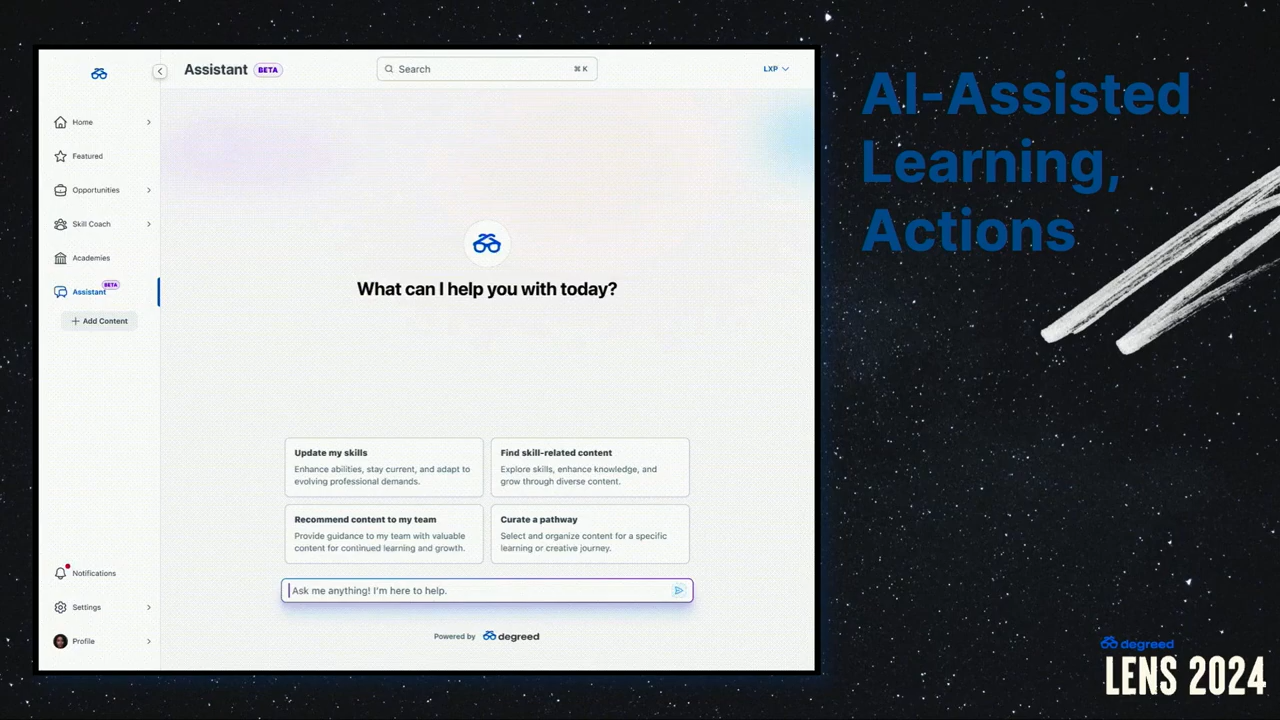 Assistant BETA
Search ⌘ K
LXP
Home
Featured
Opportunities
Skill Coach
Academies
Assistant BETA
+ Add Content
Notifications
Settings
Profile
What can I help you with today?
Update my skills
Enhance abilities, stay current, and adapt to
evolving professional demands.
Find skill-related content
Explore skills, enhance knowledge, and
grow through diverse content.
Recommend content to my team
Provide guidance to my team with valuable
content for continued learning and growth.
Curate a pathway
Select and organize content for a specific
learning or creative journey.
Ask me anything! I'm here to help.
Powered by degreed
AI-Assisted
Learning,
Actions
degreed
LENS 2024